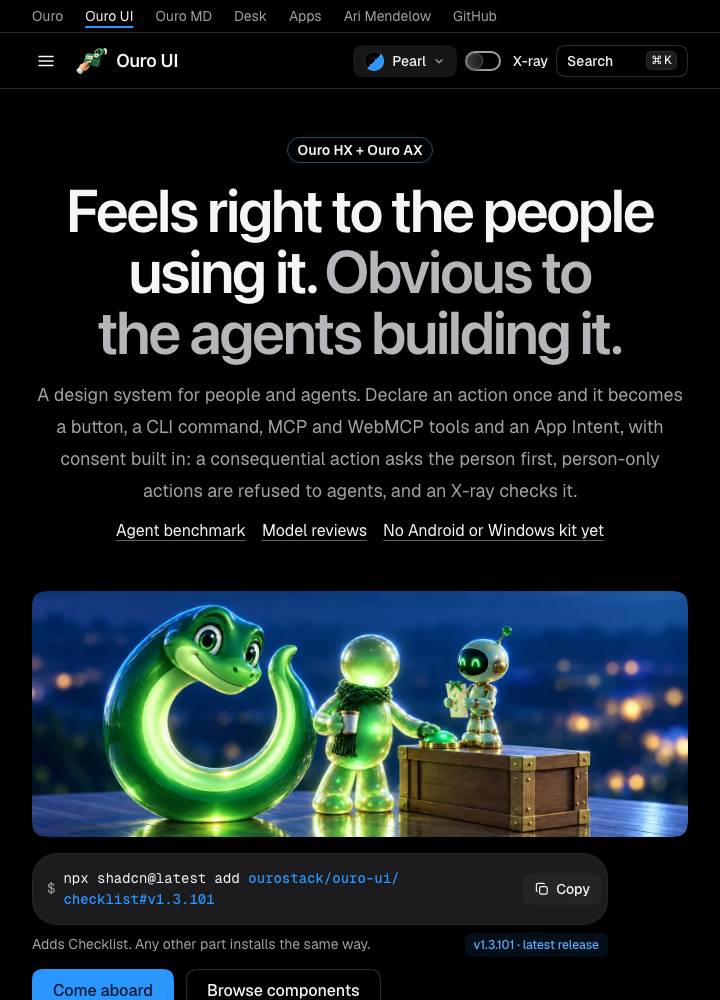 Ouro Ouro UI Ouro MD Desk Apps Ari Mendelow GitHub
Ouro UI Pearl X-ray Search ⌘ K
Ouro HX + Ouro AX
Feels right to the people
using it. Obvious to
the agents building it.
A design system for people and agents. Declare an action once and it becomes
a button, a CLI command, MCP and WebMCP tools and an App Intent, with
consent built in: a consequential action asks the person first, person-only
actions are refused to agents, and an X-ray checks it.
Agent benchmark Model reviews No Android or Windows kit yet
$ npx shadcn@latest add ourostack/ouro-ui/
checklist#v1.3.101
Copy
Adds Checklist. Any other part installs the same way. v1.3.101 · latest release
Come aboard Browse components